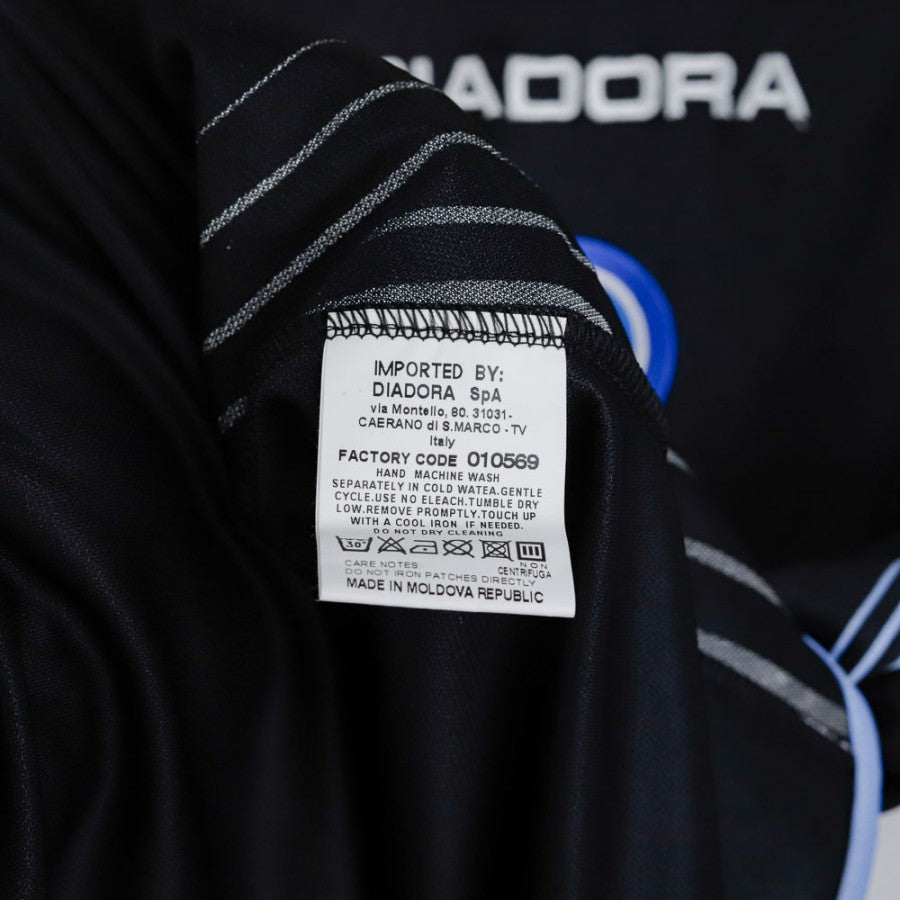 DIADORA
IMPORTED BY:
DIADORA SpA
via Montello, 80. 31031-
CAERANO di S.MARCO - TV
Italy
FACTORY CODE 010569
HAND MACHINE WASH
SEPARATELY IN COLD WATEA.GENTLE
CYCLE.USE NO ELEACH.TUMBLE DRY
LOW.REMOVE PROMPTLY.TOUCH UP
WITH A COOL IRON IF NEEDED.
DO NOT DRY CLEANING
30°
NON
CENTRIFUGA
CARE NOTES:
DO NOT IRON PATCHES DIRECTLY
MADE IN MOLDOVA REPUBLIC